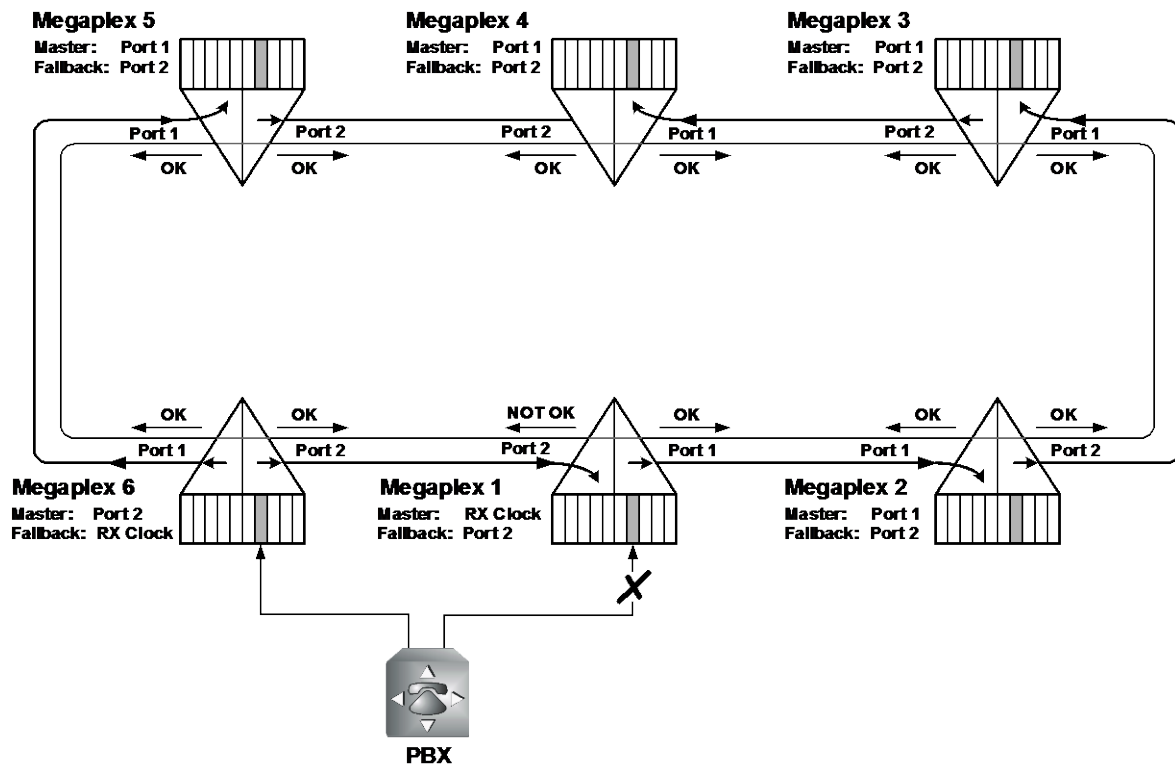 Megaplex 5
Master: Port 1
Fallback: Port 2
Megaplex 4
Master: Port 1
Fallback: Port 2
Megaplex 3
Master: Port 1
Fallback: Port 2
Port 1
Port 2
Port 2
Port 1
Port 2
Port 1
OK
OK
OK
OK
OK
OK
OK
OK
NOT OK
OK
OK
OK
Port 1
Port 2
Port 2
Port 1
Port 1
Port 2
Megaplex 6
Master: Port 2
Fallback: RX Clock
Megaplex 1
Master: RX Clock
Fallback: Port 2
Megaplex 2
Master: Port 1
Fallback: Port 2
PBX